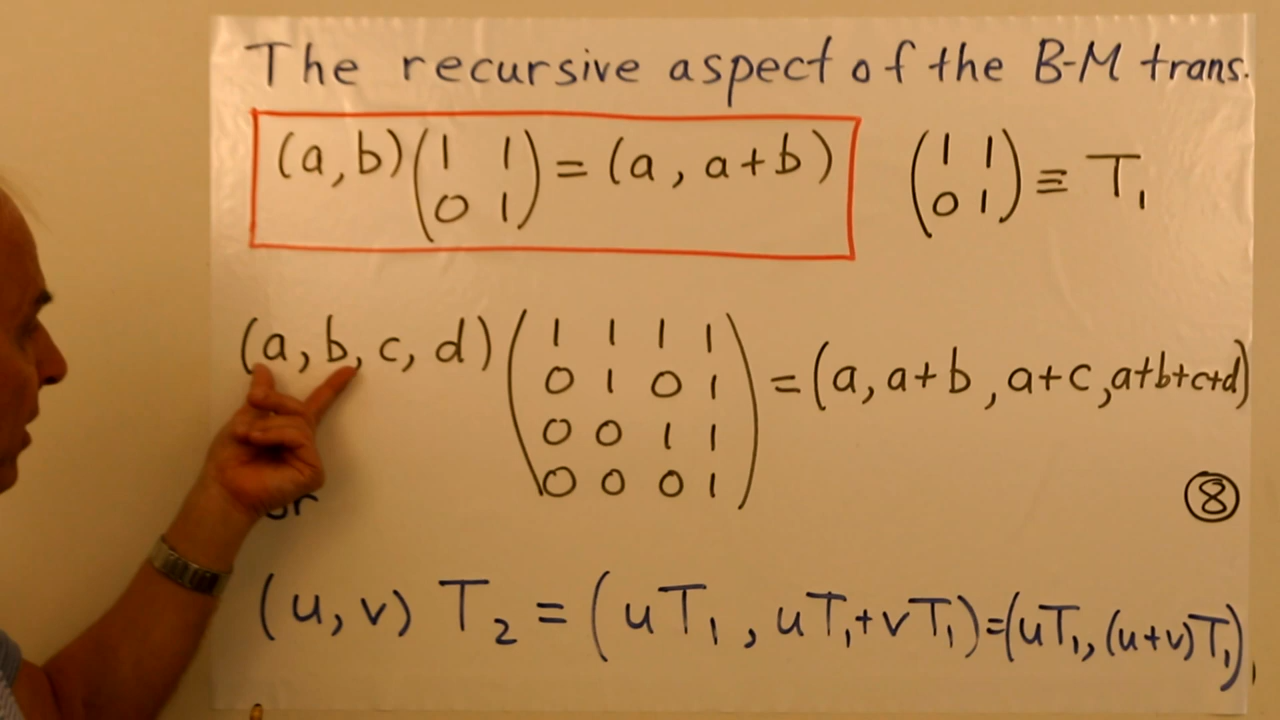 The recursive aspect of the B-M trans.
(a, b) (1 1 = (a, a+b) (1 1 ≡ T₁
0 1) 0 1)
(a, b, c, d) (1 1 1 1
0 1 0 1 = (a, a+b, a+c, a+b+c+d)
0 0 1 1
0 0 0 1)
or ⑧
(u, v) T₂ = (uT₁, uT₁+vT₁) = (uT₁, (u+v)T₁),